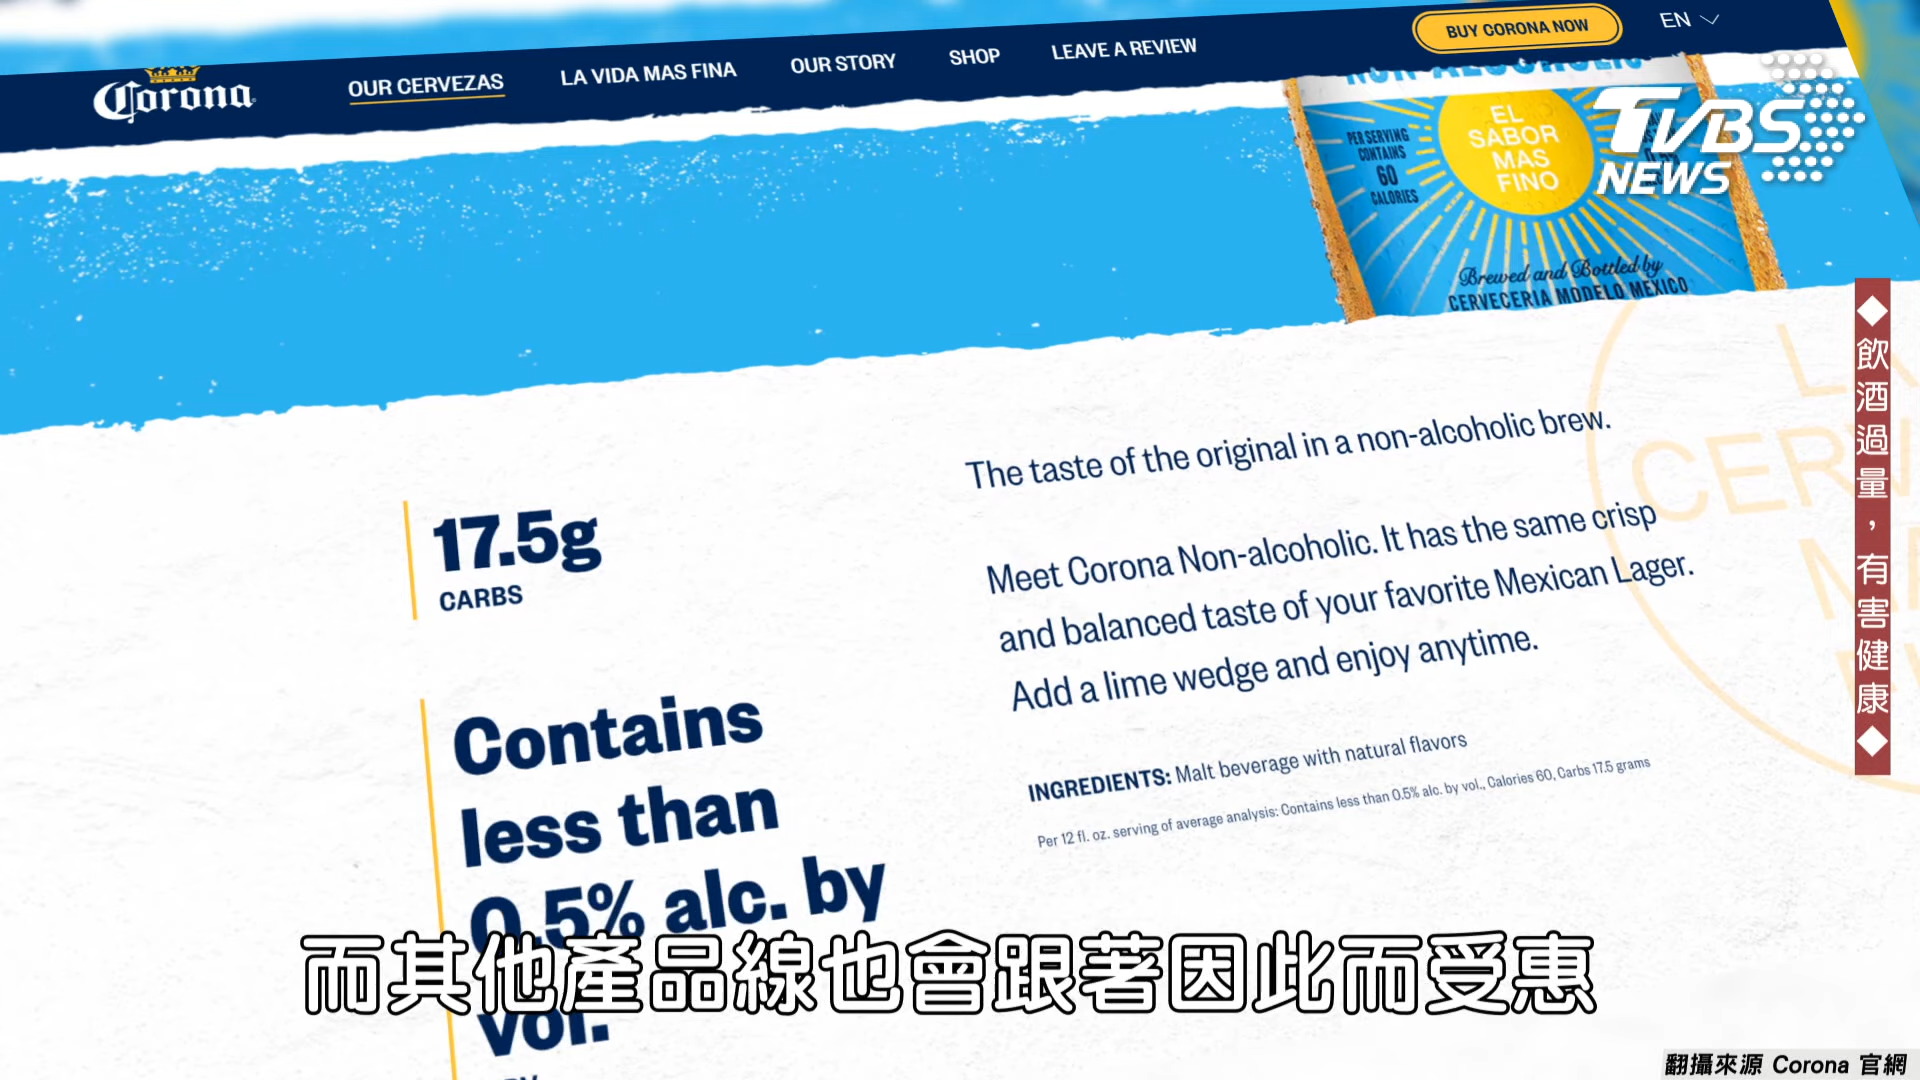 Corona
OUR CERVEZAS
LA VIDA MAS FINA
OUR STORY
SHOP
LEAVE A REVIEW
BUY CORONA NOW
EN
NON-ALCOHOLIC
PER SERVING
CONTAINS
60
CALORIES
EL
SABOR
MAS
FINO
Brewed and Bottled by
CERVECERIA MODELO MEXICO
TVBS
NEWS
◆飲酒過量，有害健康◆
17.5g
CARBS
Contains
less than
0.5% alc. by
vol.
The taste of the original in a non-alcoholic brew.
Meet Corona Non-alcoholic. It has the same crisp
and balanced taste of your favorite Mexican Lager.
Add a lime wedge and enjoy anytime.
INGREDIENTS: Malt beverage with natural flavors
Per 12 fl. oz. serving of average analysis: Contains less than 0.5% alc. by vol., Calories 60, Carbs 17.5 grams
而其他產品線也會跟著因此而受惠
翻攝來源 Corona 官網